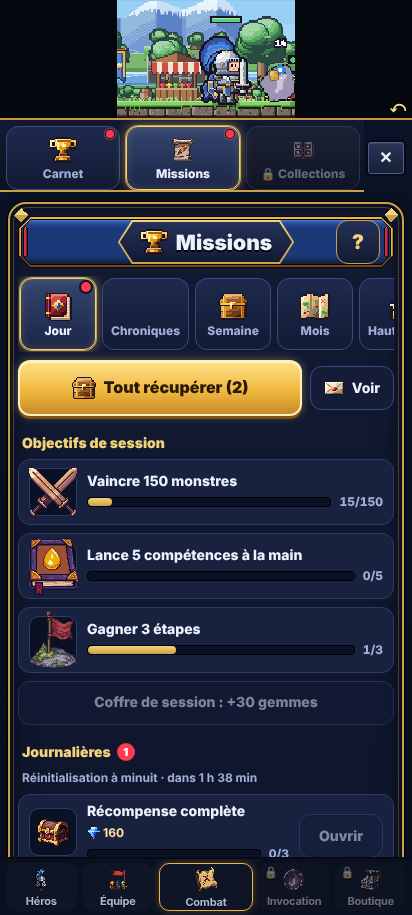 Carnet
Missions
Collections
×
Missions
?
Jour
Chroniques
Semaine
Mois
Haut
Tout récupérer (2)
Voir
Objectifs de session
Vaincre 150 monstres
15/150
Lance 5 compétences à la main
0/5
Gagner 3 étapes
1/3
Coffre de session : +30 gemmes
Journalières 1
Réinitialisation à minuit · dans 1 h 38 min
Récompense complète
160
Ouvrir
0/3
Héros
Équipe
Combat
Invocation
Boutique